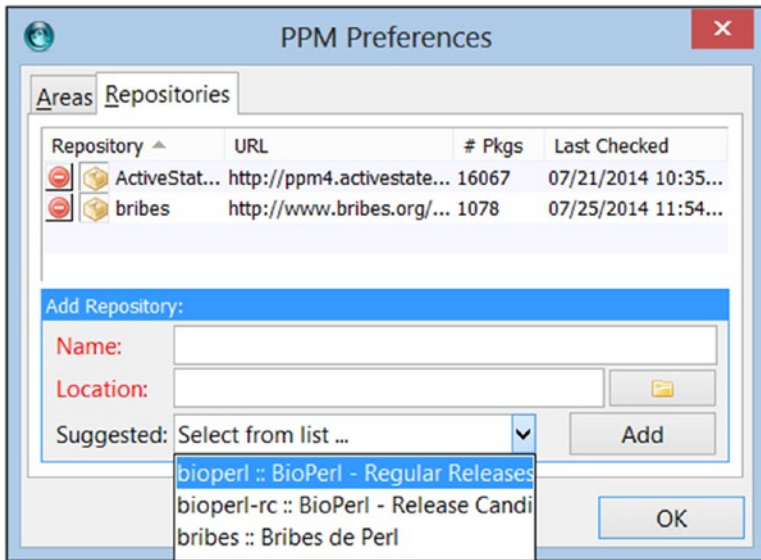 PPM Preferences
Areas Repositories
Repository URL # Pkgs Last Checked
ActiveStat... http://ppm4.activestate... 16067 07/21/2014 10:35...
bribes http://www.bribes.org/... 1078 07/25/2014 11:54...
Add Repository:
Name:
Location:
Suggested: Select from list ... Add
bioperl :: BioPerl - Regular Releases
bioperl-rc :: BioPerl - Release Candi
bribes :: Bribes de Perl
OK